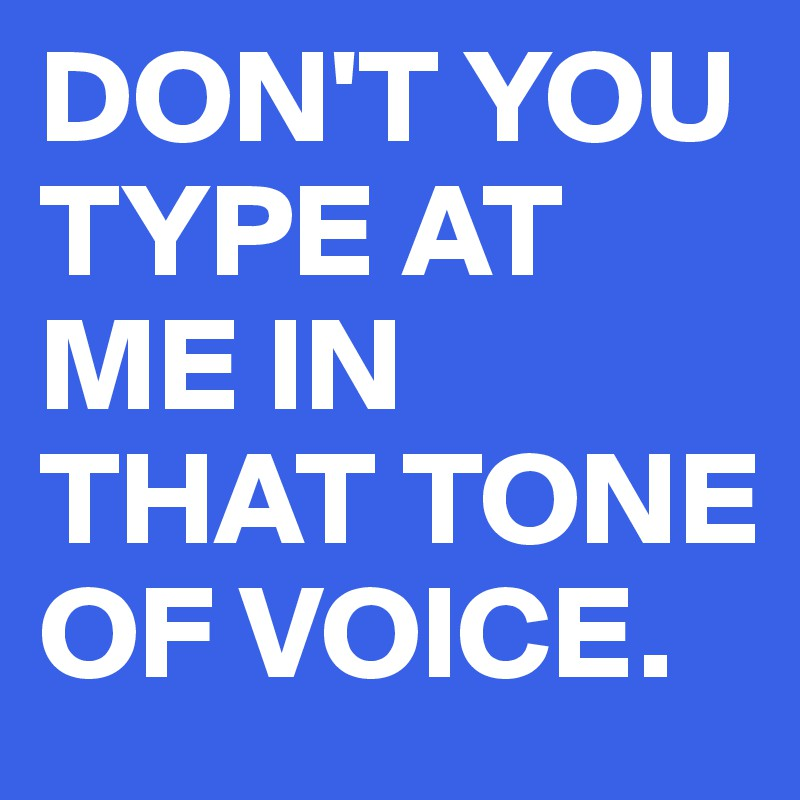 DON'T YOU
TYPE AT
ME IN
THAT TONE
OF VOICE.